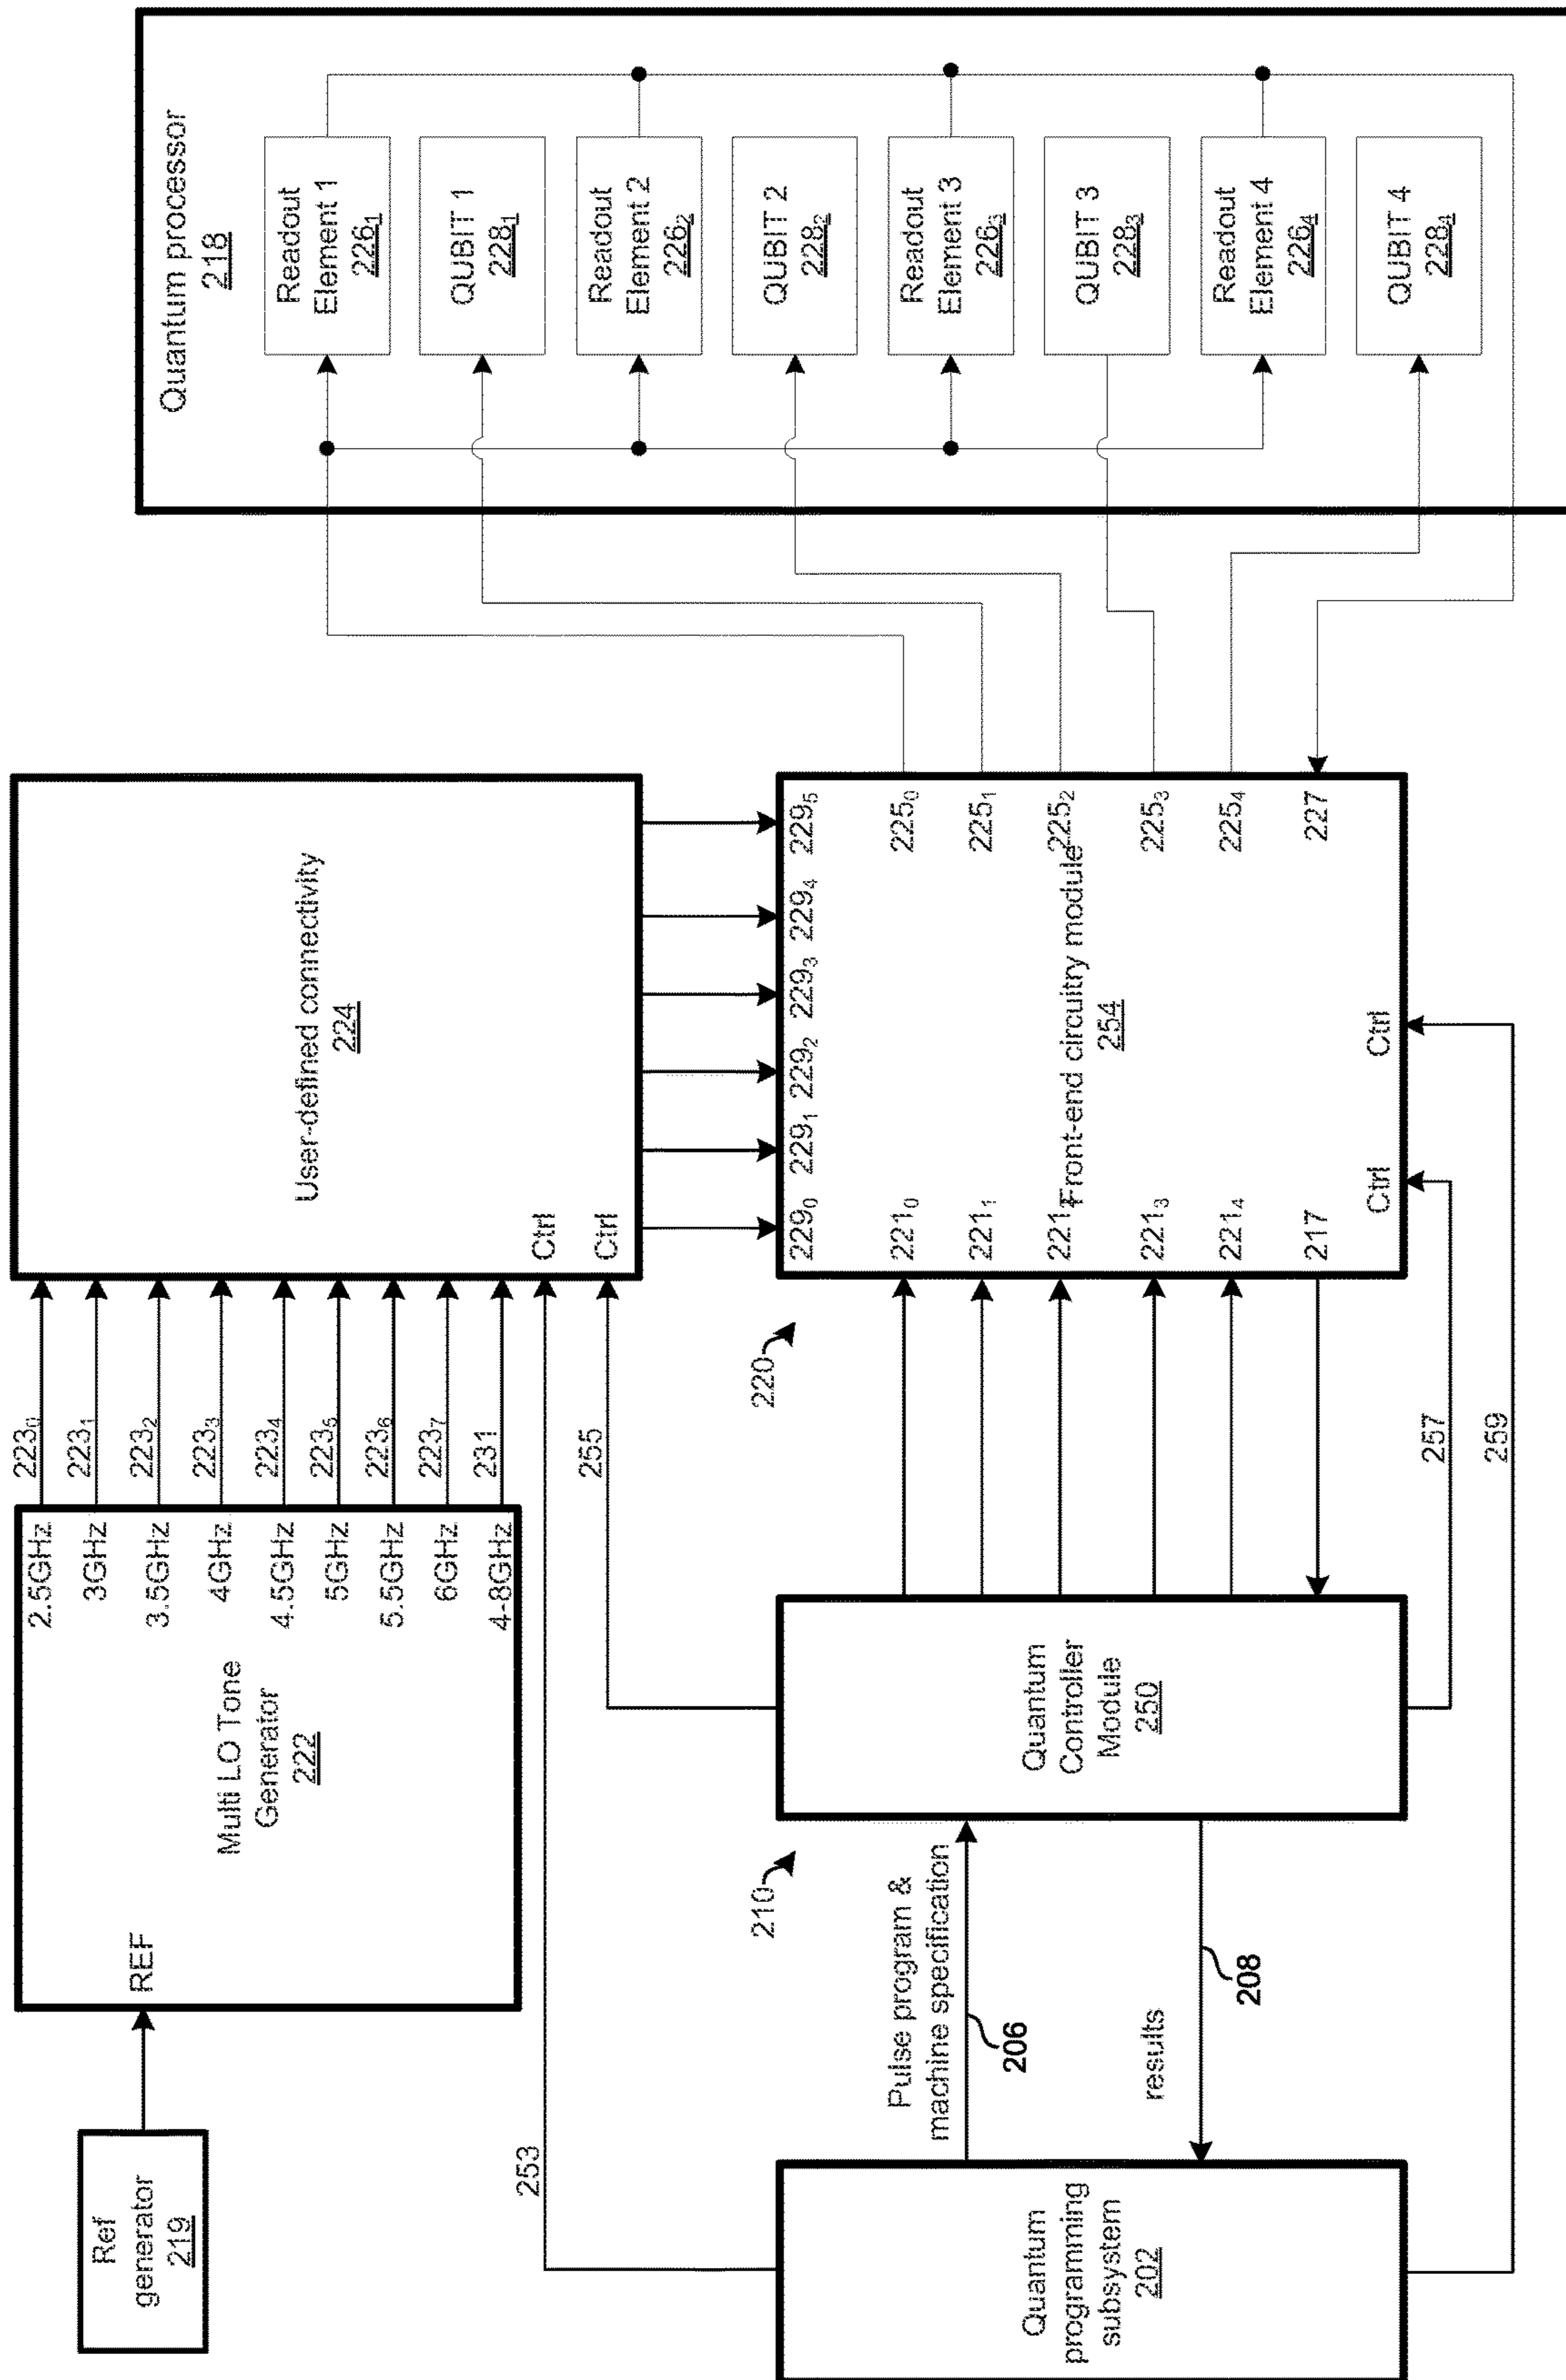 Ref
generator
219
REF
Multi LO Tone
Generator
222
2.5GHz
3GHz
3.5GHz
4GHz
4.5GHz
5GHz
5.5GHz
6GHz
4-8GHz
223₀
223₁
223₂
223₃
223₄
223₅
223₆
223₇
231
253
255
Ctrl
Ctrl
User-defined connectivity
224
Quantum
programming
subsystem
202
Pulse program &
machine specification
206
results
208
210
Quantum
Controller
Module
250
220
229₀
229₁
229₂
229₃
229₄
229₅
221₀
221₁
221₃
221₄
217
Front-end circuitry module
254
225₀
225₁
225₂
225₃
225₄
227
Ctrl
Ctrl
257
259
Quantum processor
218
Readout
Element 1
226₁
QUBIT 1
228₁
Readout
Element 2
226₂
QUBIT 2
228₂
Readout
Element 3
226₃
QUBIT 3
228₃
Readout
Element 4
226₄
QUBIT 4
228₄